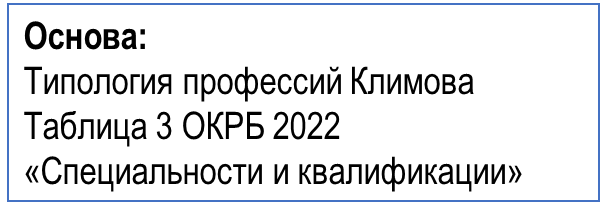 Основа:
Типология профессий Климова
Таблица 3 ОКРБ 2022
«Специальности и квалификации»